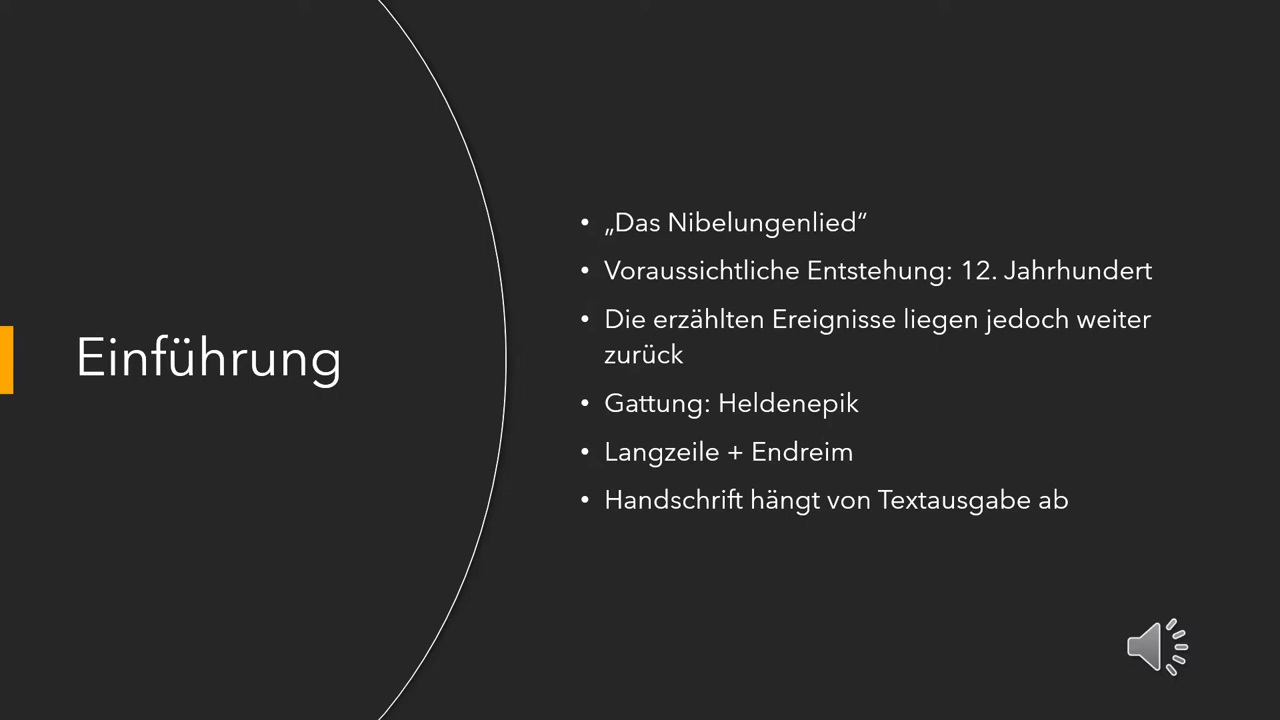 Einführung
• „Das Nibelungenlied“
• Voraussichtliche Entstehung: 12. Jahrhundert
• Die erzählten Ereignisse liegen jedoch weiter
zurück
• Gattung: Heldenepik
• Langzeile + Endreim
• Handschrift hängt von Textausgabe ab